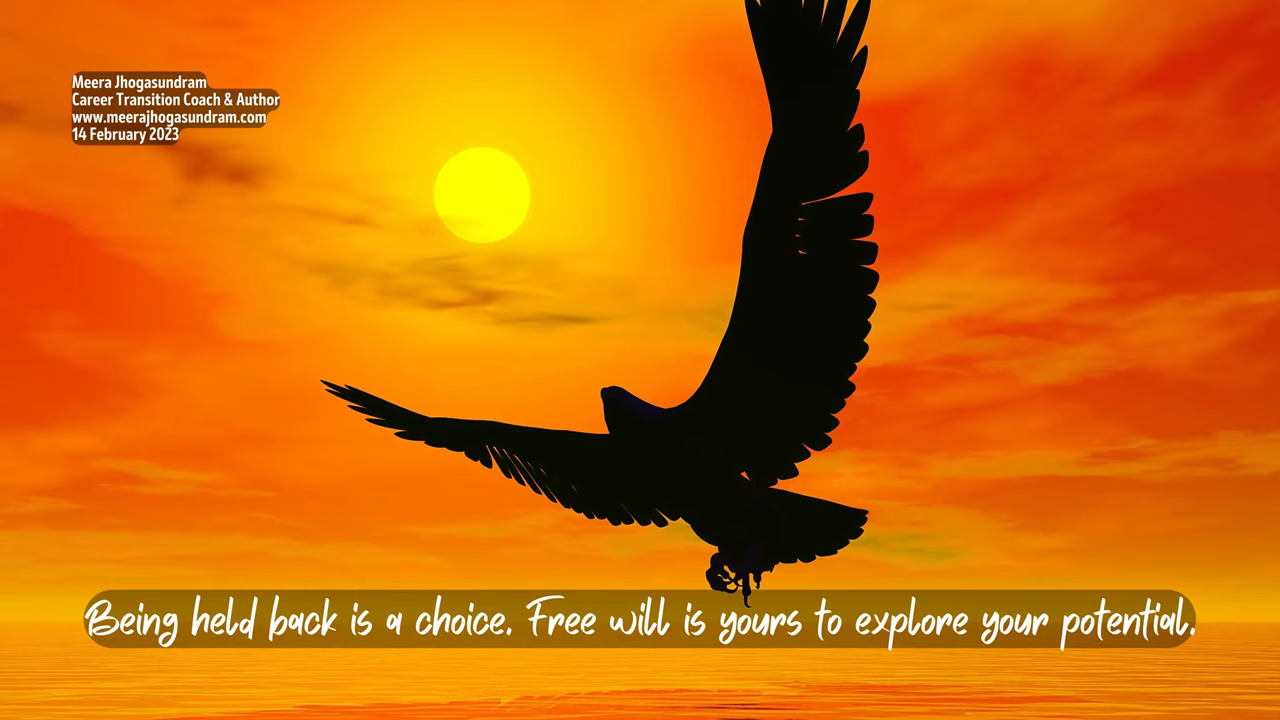 Meera Jhogasundram
Career Transition Coach & Author
www.meerajhogasundram.com
14 February 2023
Being held back is a choice. Free will is yours to explore your potential.